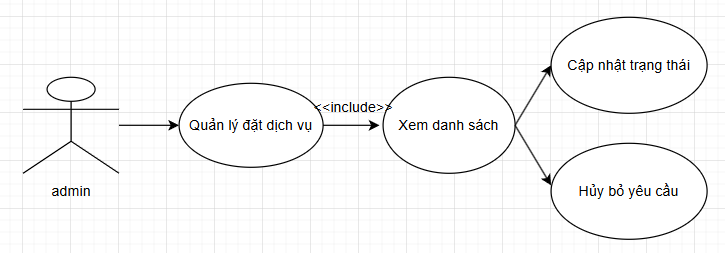 admin
Quản lý đặt dịch vụ
<<include>>
Xem danh sách
Cập nhật trạng thái
Hủy bỏ yêu cầu